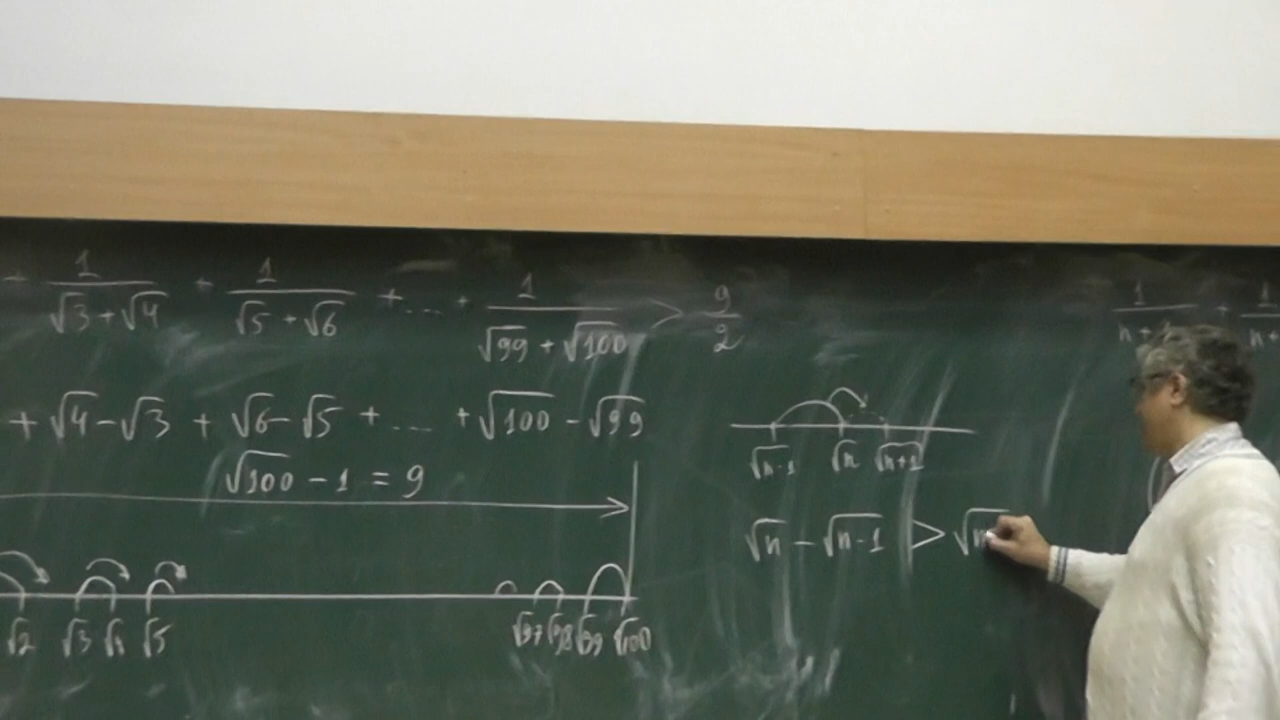 + 1/(√3+√4) + 1/(√5+√6) + ... + 1/(√99+√100) > 9/2
+ √4-√3 + √6-√5 + ... + √100-√99
√100 - 1 = 9
√2 √3 √4 √5 √97 √98 √99 √100
√n-1 √n √n+1
√n - √n-1 > √n